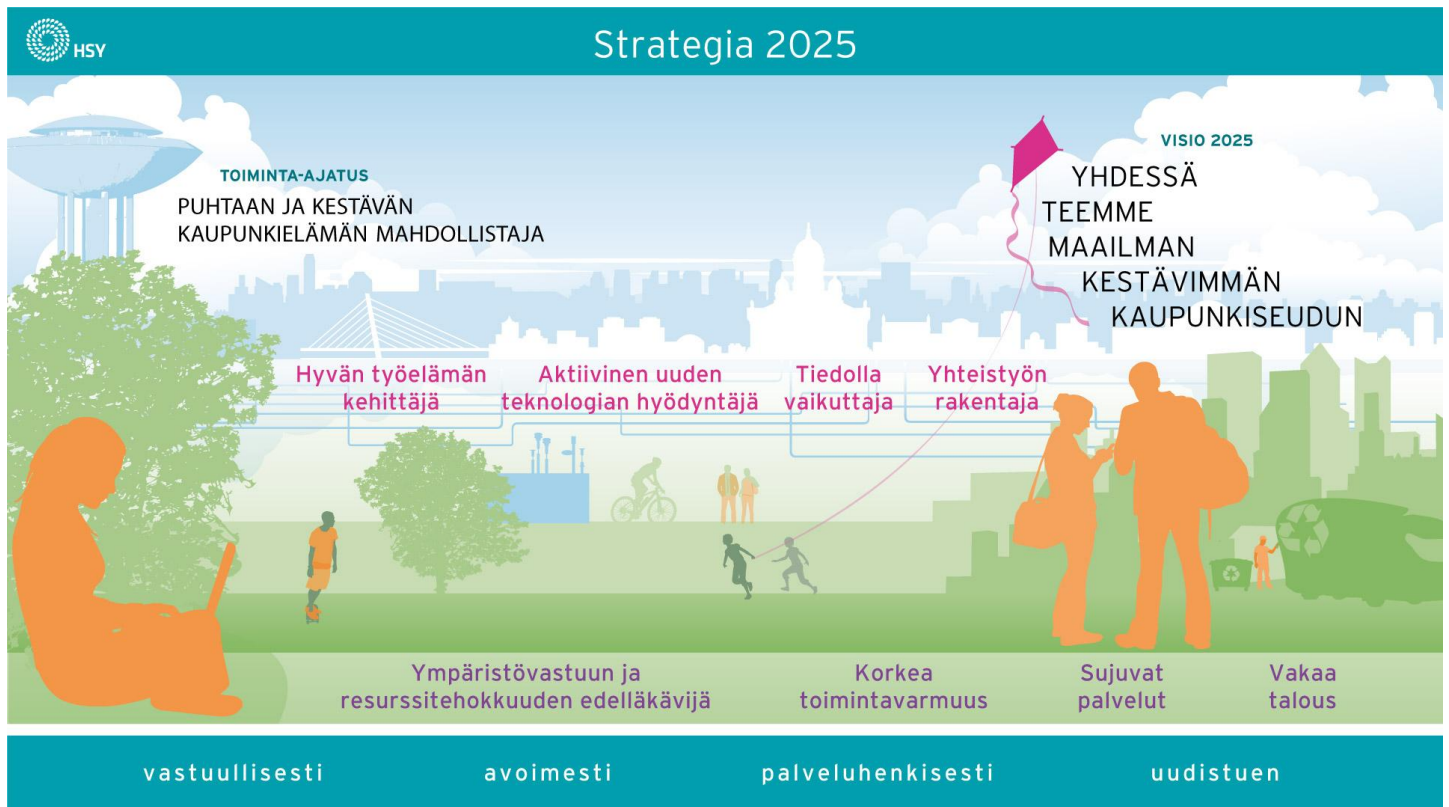 HSY
Strategia 2025
TOIMINTA-AJATUS
PUHTAAN JA KESTÄVÄN
KAUPUNKIELÄMÄN MAHDOLLISTAJA
VISIO 2025
YHDESSÄ
TEEMME
MAAILMAN
KESTÄVIMMÄN
KAUPUNKISEUDUN
Hyvän työelämän
kehittäjä
Aktiivinen uuden
teknologian hyödyntäjä
Tiedolla
vaikuttaja
Yhteistyön
rakentaja
Ympäristövastuun ja
resurssitehokkuuden edelläkävijä
Korkea
toimintavarmuus
Sujuvat
palvelut
Vakaa
talous
vastuullisesti
avoimesti
palveluhenkisesti
uudistuen